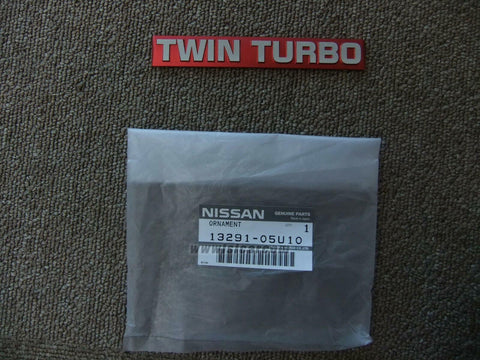 TWIN TURBO
NISSAN GENUINE PARTS
ORNAMENT 1
13291-05U10